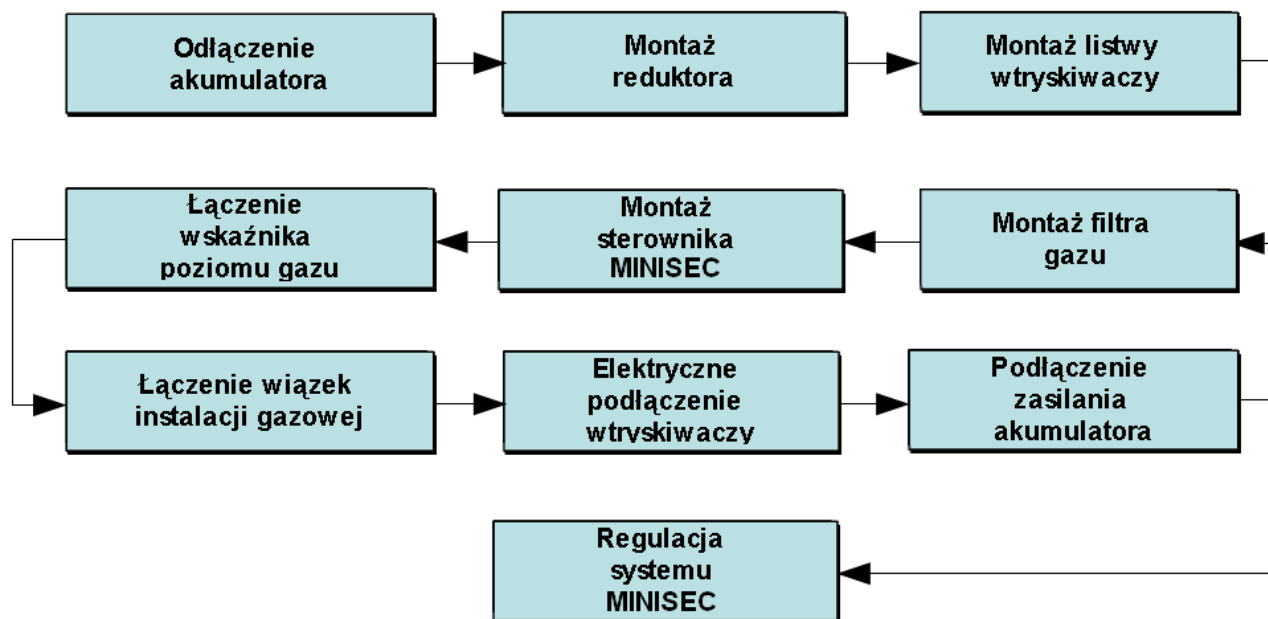 Odłączenie
akumulatora
Montaż
reduktora
Montaż listwy
wtryskiwaczy
Montaż filtra
gazu
Montaż
sterownika
MINISEC
Łączenie
wskaźnika
poziomu gazu
Łączenie wiązek
instalacji gazowej
Elektryczne
podłączenie
wtryskiwaczy
Podłączenie
zasilania
akumulatora
Regulacja
systemu
MINISEC